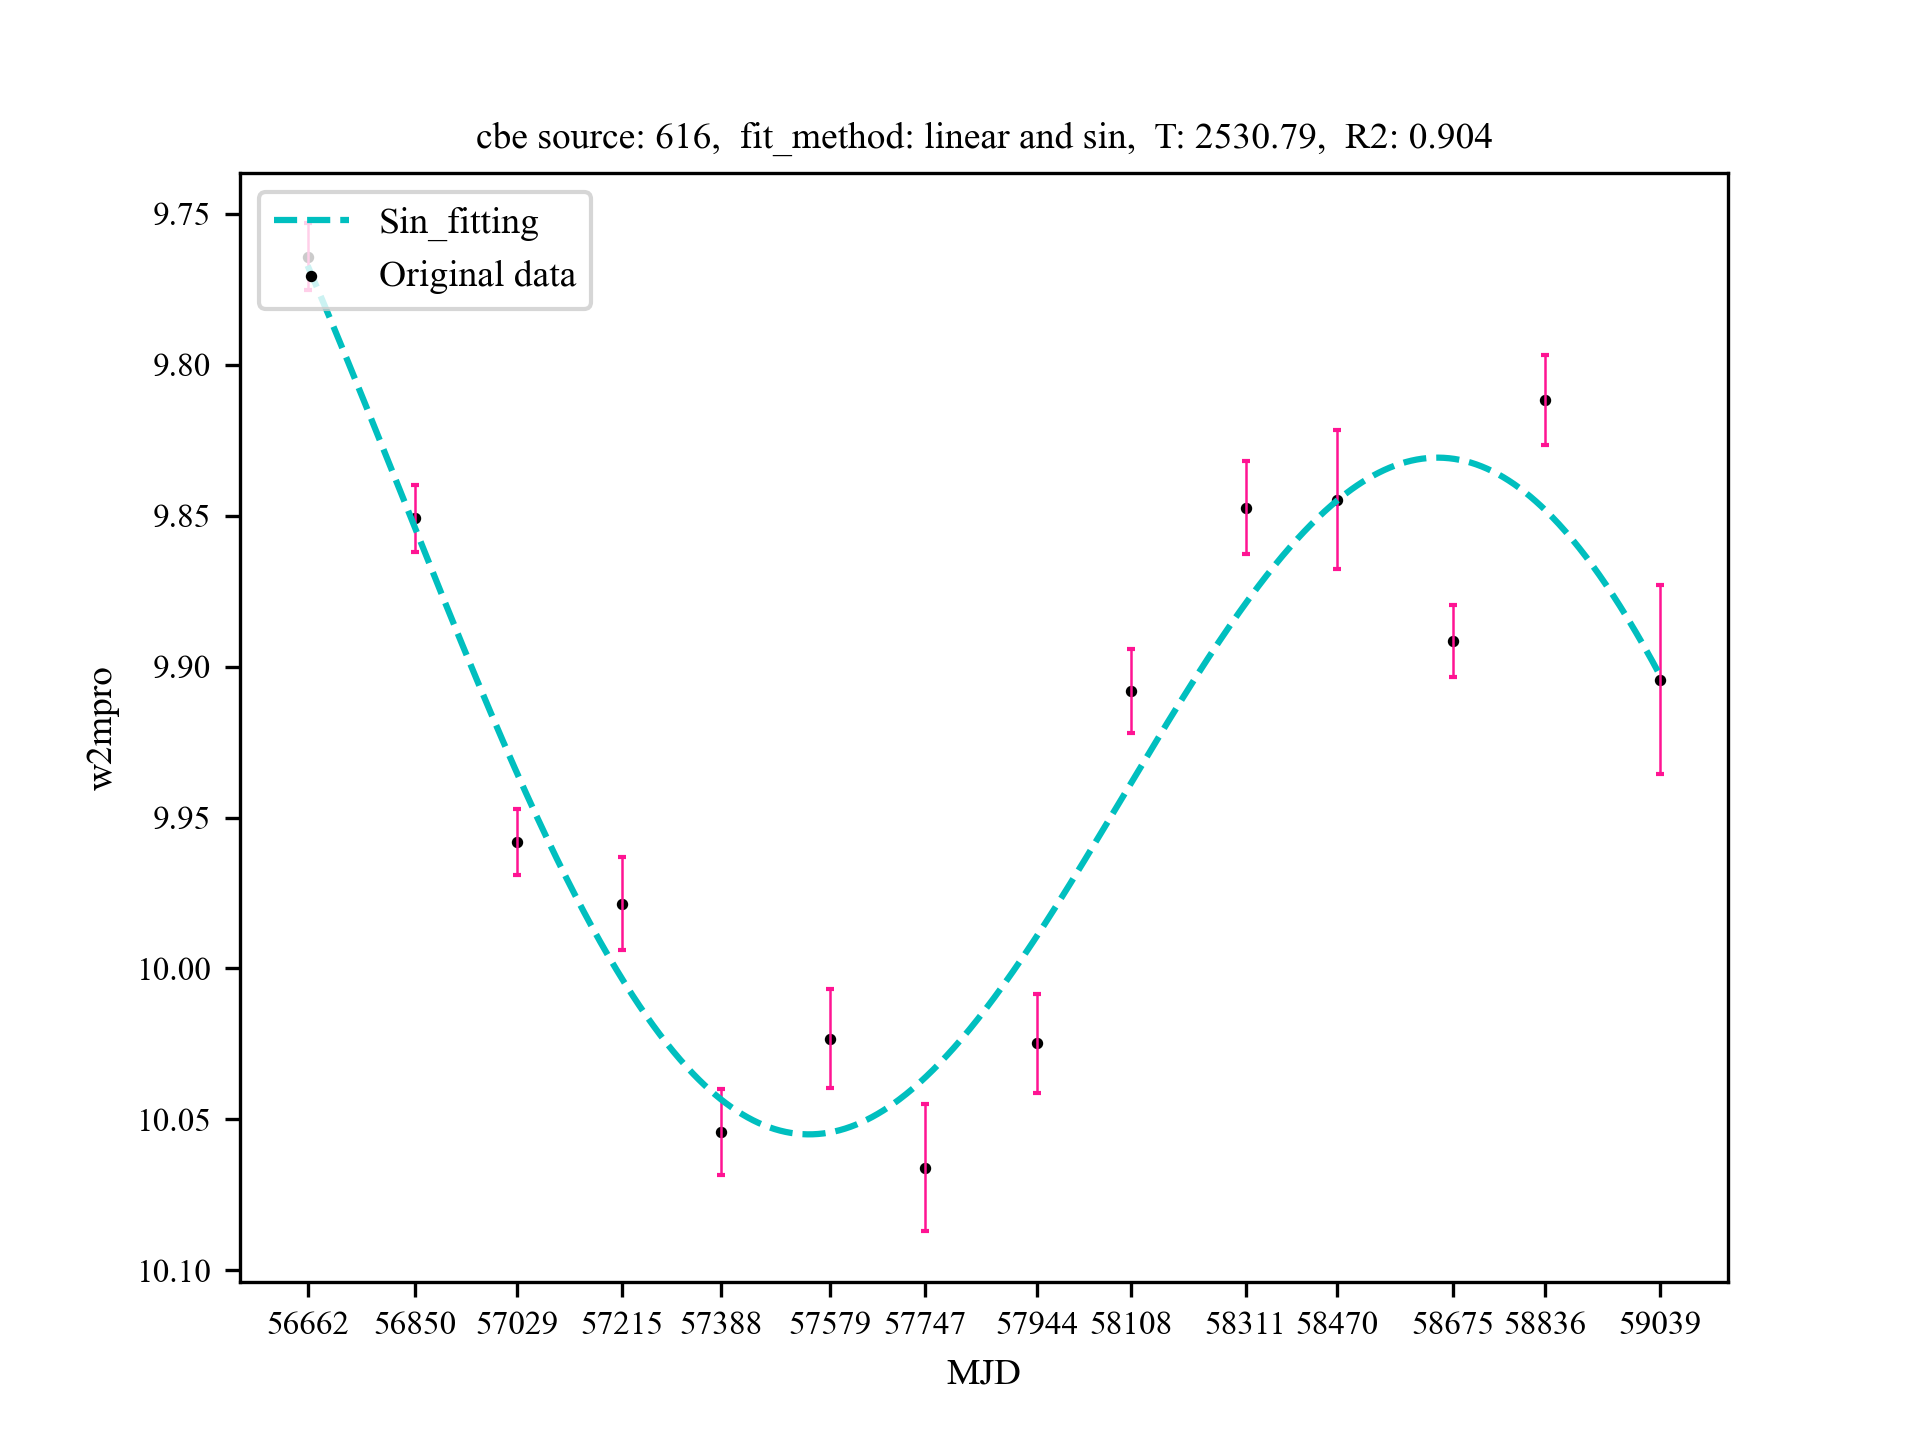 cbe source: 616,  fit_method: linear and sin,  T: 2530.79,  R2: 0.904
Sin_fitting
Original data
9.75
9.80
9.85
9.90
9.95
10.00
10.05
10.10
w2mpro
56662 56850 57029 57215 57388 57579 57747 57944 58108 58311 58470 58675 58836 59039
MJD